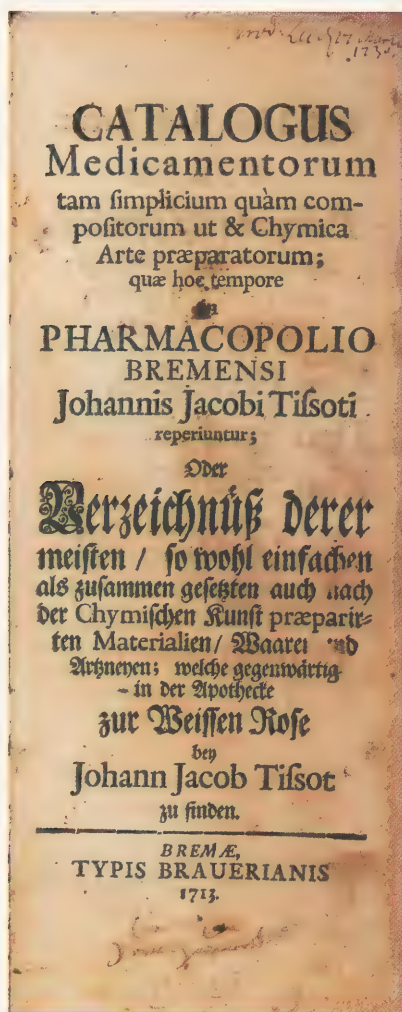 1730.
CATALOGUS
Medicamentorum
tam ſimplicium quàm com-
poſitorum ut & Chymica
Arte præparatorum;
quæ hoc tempore
in
PHARMACOPOLIO
BREMENSI
Johannis Jacobi Tiſsoti
reperiuntur;
Oder
Verzeichnüß derer
meiſten / ſo wohl einfachen
als zuſammen geſetzten auch nach
der Chymiſchen Kunſt præparir⸗
ten Materialien/ Waaren und
Artzneyen; welche gegenwärtig
in der Apothecke
zur Weiſſen Roſe
bey
Johann Jacob Tiſsot
zu finden.
BREMÆ,
TYPIS BRAUERIANIS
1713.